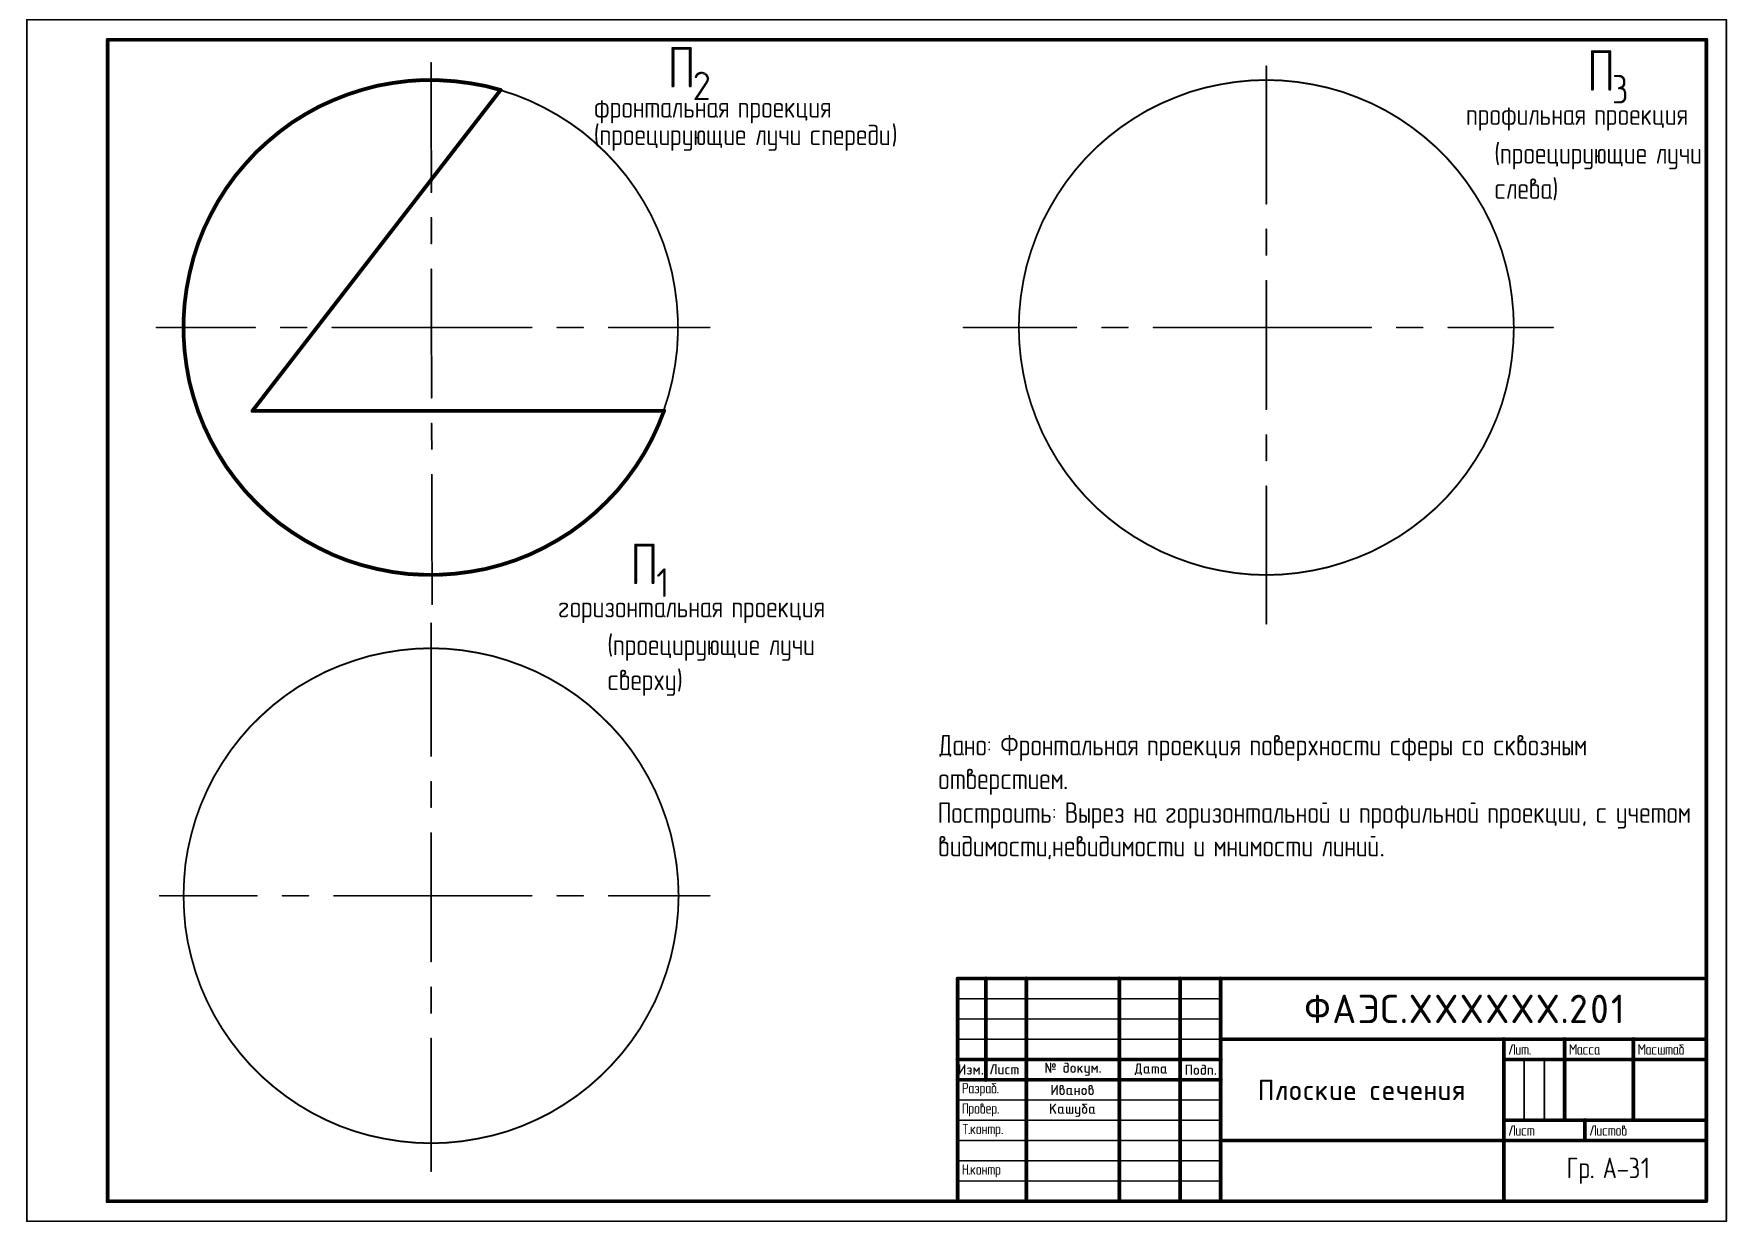 П2
фронтальная проекция
(проецирующие лучи спереди)
П3
профильная проекция
(проецирующие лучи
слева)
П1
горизонтальная проекция
(проецирующие лучи
сверху)
Дано: Фронтальная проекция поверхности сферы со сквозным
отверстием.
Построить: Вырез на горизонтальной и профильной проекции, с учетом
видимости,невидимости и мнимости линий.
ФАЭС.XXXXXX.201
Лит. Масса Масштаб
Изм. Лист № докум. Дата Подп.
Плоские сечения
Разраб. Иванов
Провер. Кашуба
Т.контр.
Лист Листов
Н.контр
Гр. А-31